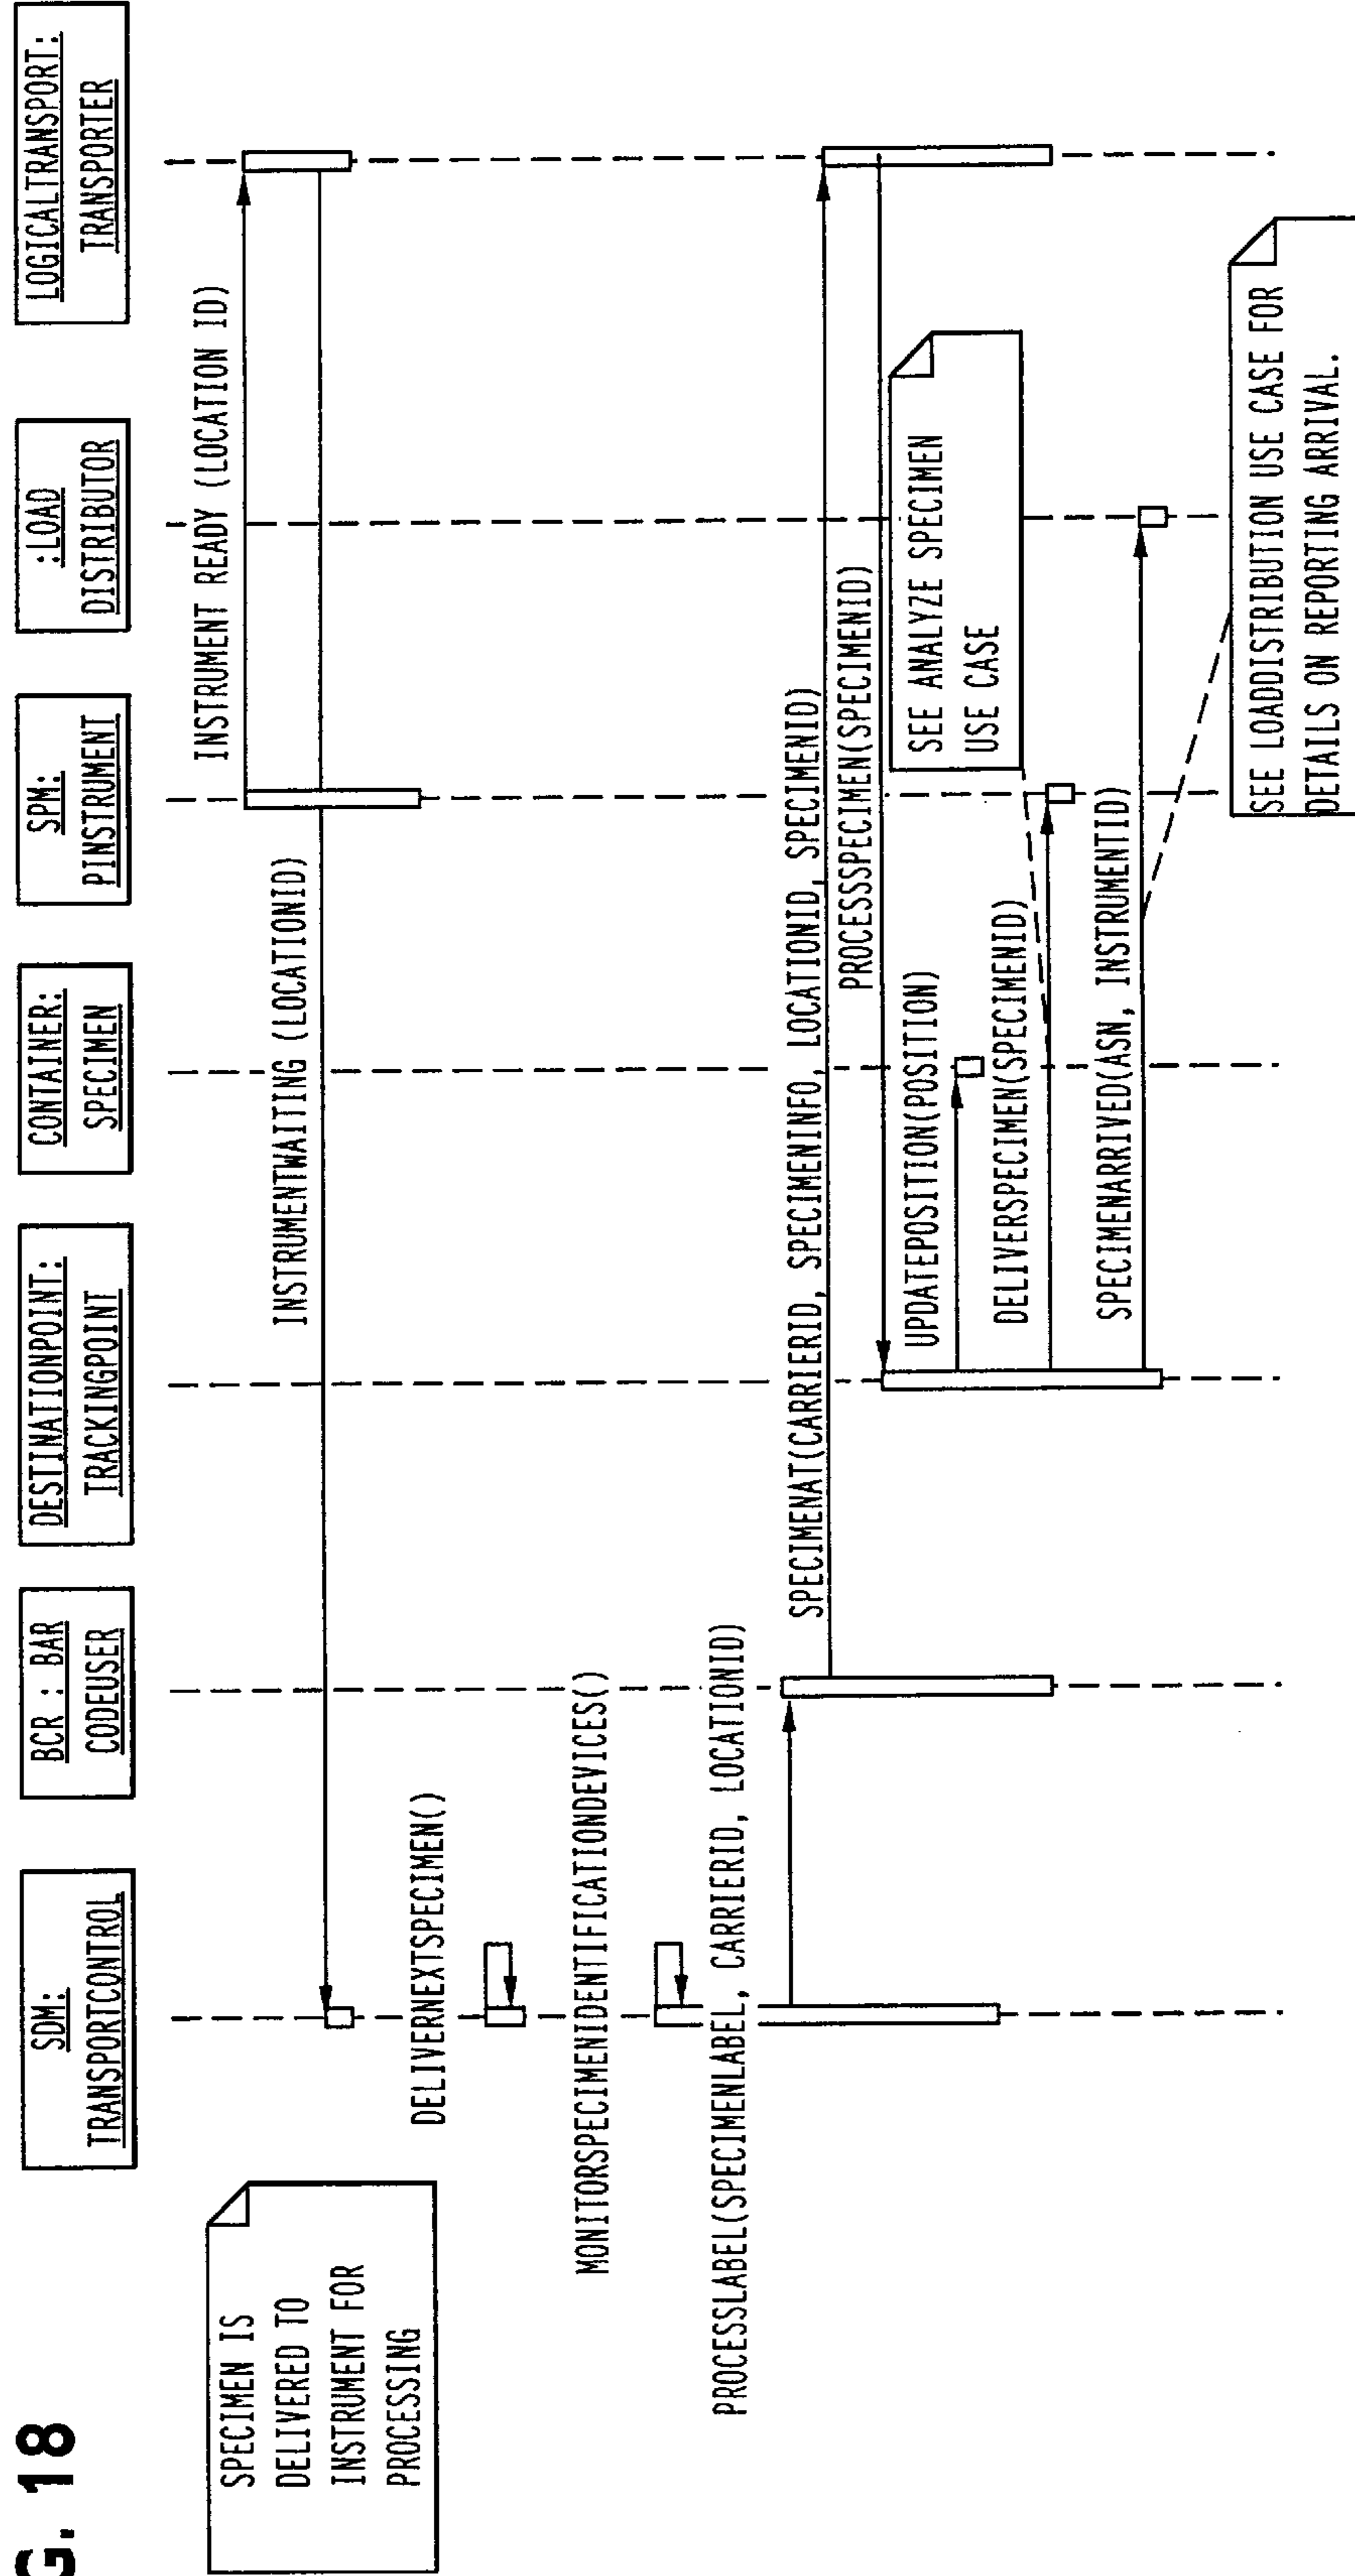 G. 18
SPECIMEN IS
DELIVERED TO
INSTRUMENT FOR
PROCESSING
SDM:
TRANSPORTCONTROL
BCR : BAR
CODEUSER
DESTINATIONPOINT:
TRACKINGPOINT
CONTAINER:
SPECIMEN
SPM:
PINSTRUMENT
:LOAD
DISTRIBUTOR
LOGICALTRANSPORT:
TRANSPORTER
INSTRUMENT READY (LOCATION ID)
INSTRUMENTWAITING (LOCATIONID)
DELIVERNEXTSPECIMEN()
MONITORSPECIMENIDENTIFICATIONDEVICES()
PROCESSLABEL(SPECIMENLABEL, CARRIERID, LOCATIONID)
SPECIMENAT(CARRIERID, SPECIMENINFO, LOCATIONID, SPECIMENID)
PROCESSSPECIMEN(SPECIMENID)
UPDATEPOSITION(POSITION)
SEE ANALYZE SPECIMEN
USE CASE
DELIVERSPECIMEN(SPECIMENID)
SPECIMENARRIVED(ASN, INSTRUMENTID)
SEE LOADDISTRIBUTION USE CASE FOR
DETAILS ON REPORTING ARRIVAL.